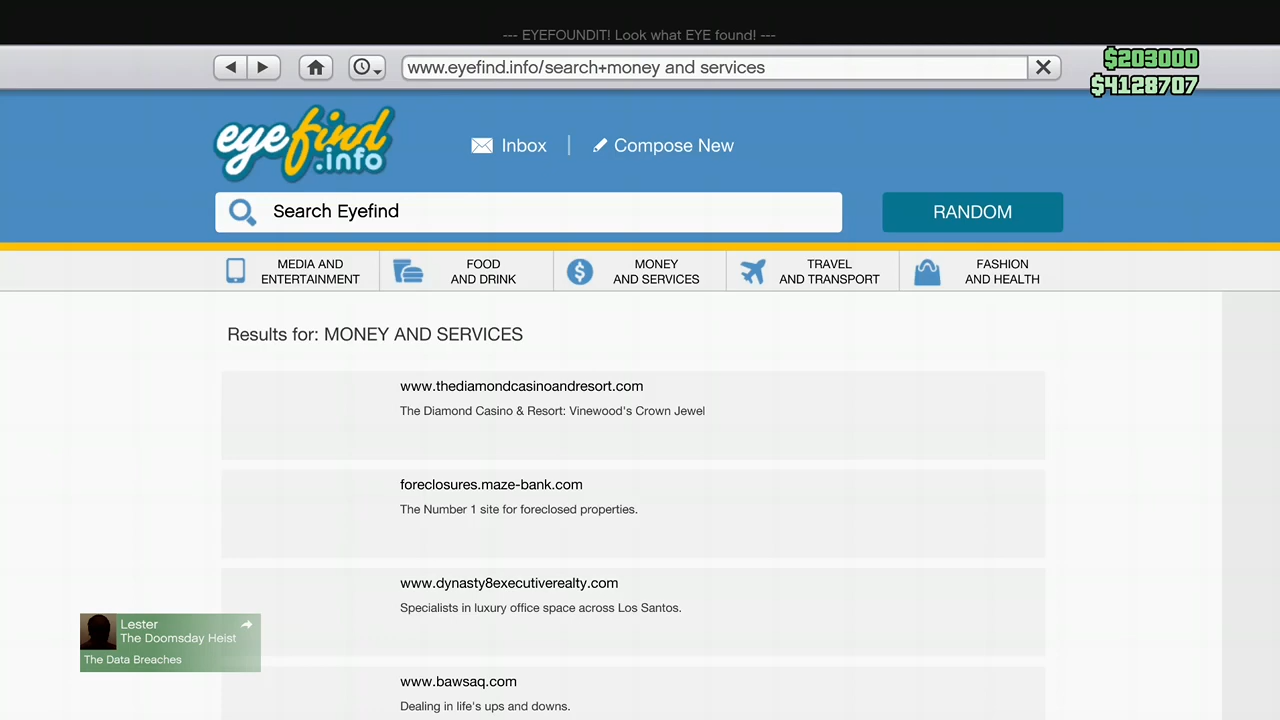 --- EYEFOUNDIT! Look what EYE found! ---
www.eyefind.info/search+money and services
$203000
$4128707
eyefind
.info
Inbox
Compose New
Search Eyefind
RANDOM
MEDIA AND
ENTERTAINMENT
FOOD
AND DRINK
MONEY
AND SERVICES
TRAVEL
AND TRANSPORT
FASHION
AND HEALTH
Results for: MONEY AND SERVICES
www.thediamondcasinoandresort.com
The Diamond Casino & Resort: Vinewood's Crown Jewel
foreclosures.maze-bank.com
The Number 1 site for foreclosed properties.
www.dynasty8executiverealty.com
Specialists in luxury office space across Los Santos.
Lester
The Doomsday Heist
The Data Breaches
www.bawsaq.com
Dealing in life's ups and downs.